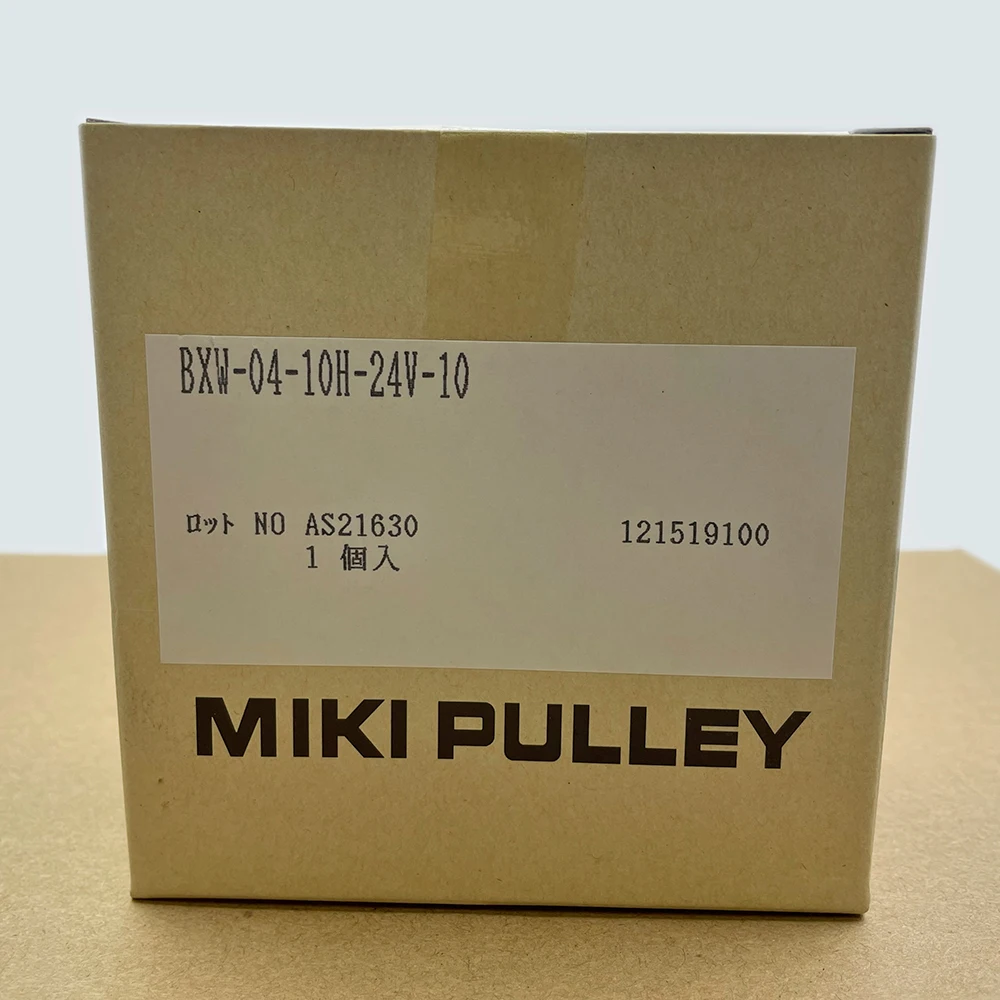 BXW-04-10H-24V-10
ﾛｯﾄ NO AS21630
121519100
1 個入
MIKI PULLEY